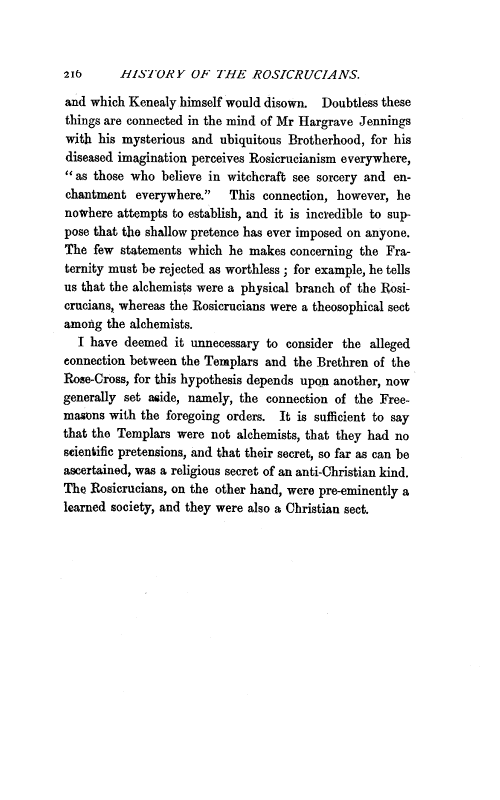 216 HISTORY OF THE ROSICRUCIANS.
and which Kenealy himself would disown. Doubtless these
things are connected in the mind of Mr Hargrave Jennings
with his mysterious and ubiquitous Brotherhood, for his
diseased imagination perceives Rosicrucianism everywhere,
“as those who believe in witchcraft see sorcery and en-
chantment everywhere.” This connection, however, he
nowhere attempts to establish, and it is incredible to sup-
pose that the shallow pretence has ever imposed on anyone.
The few statements which he makes concerning the Fra-
ternity must be rejected as worthless ; for example, he tells
us that the alchemists were a physical branch of the Rosi-
crucians, whereas the Rosicrucians were a theosophical sect
among the alchemists.
I have deemed it unnecessary to consider the alleged
connection between the Templars and the Brethren of the
Rose-Cross, for this hypothesis depends upon another, now
generally set aside, namely, the connection of the Free-
masons with the foregoing orders. It is sufficient to say
that the Templars were not alchemists, that they had no
scientific pretensions, and that their secret, so far as can be
ascertained, was a religious secret of an anti-Christian kind.
The Rosicrucians, on the other hand, were pre-eminently a
learned society, and they were also a Christian sect.